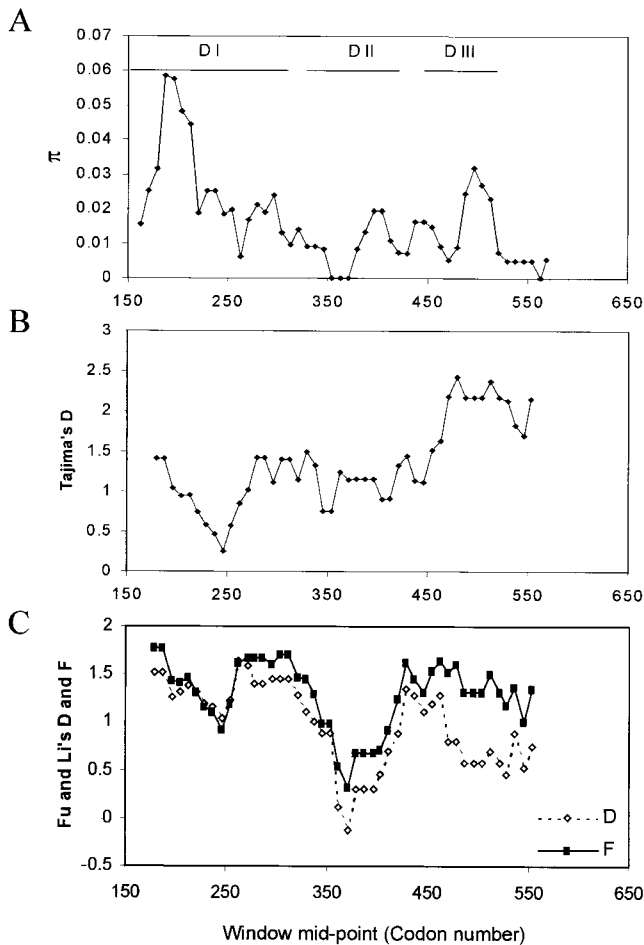 A
D I
D II
D III
0.07
0.06
0.05
0.04
0.03
0.02
0.01
0
π
150 250 350 450 550 650
B
3
2.5
2
1.5
1
0.5
0
Tajima's D
150 250 350 450 550 650
C
2
1.5
1
0.5
0
-0.5
Fu and Li's D and F
D
F
150 250 350 450 550 650
Window mid-point (Codon number)